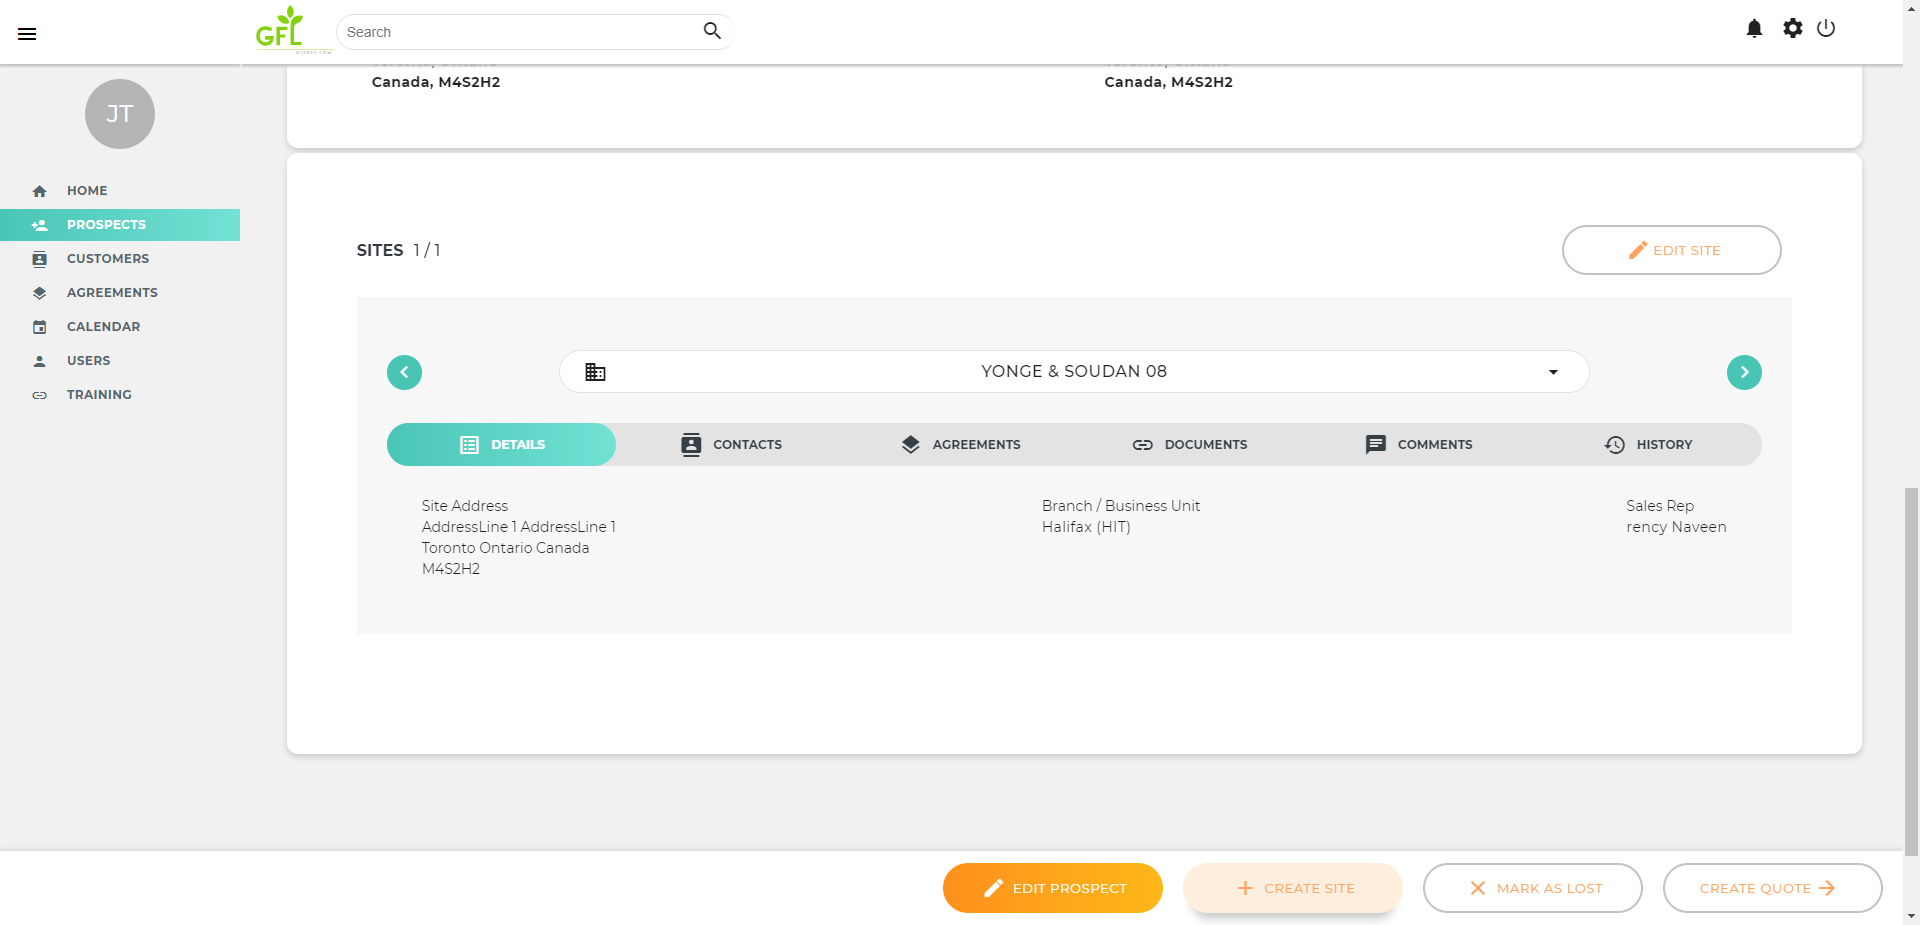 GFL
Search
Canada, M4S2H2
Canada, M4S2H2
JT
HOME
PROSPECTS
CUSTOMERS
AGREEMENTS
CALENDAR
USERS
TRAINING
SITES 1 / 1
EDIT SITE
YONGE & SOUDAN 08
DETAILS
CONTACTS
AGREEMENTS
DOCUMENTS
COMMENTS
HISTORY
Site Address
AddressLine 1 AddressLine 1
Toronto Ontario Canada
M4S2H2
Branch / Business Unit
Halifax (HIT)
Sales Rep
rency Naveen
EDIT PROSPECT
CREATE SITE
MARK AS LOST
CREATE QUOTE